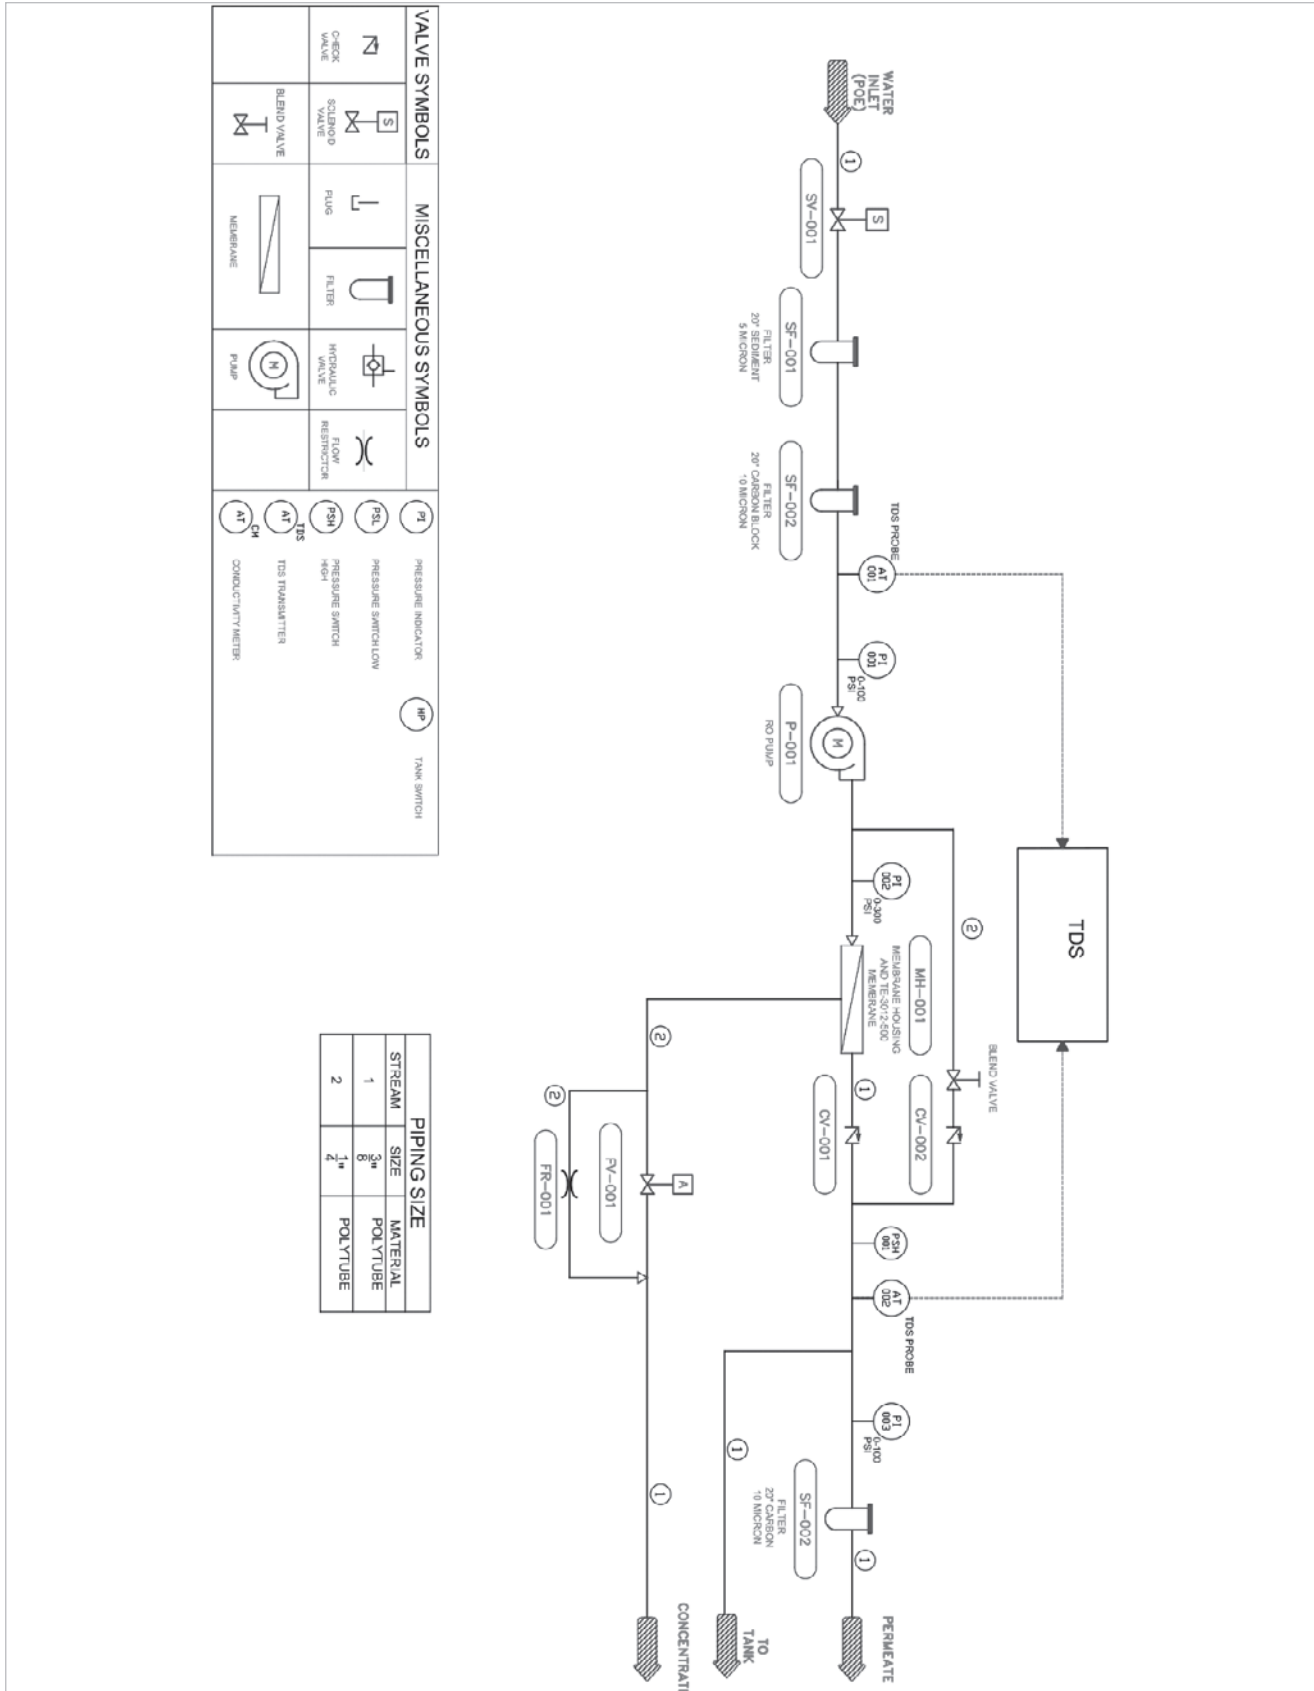 WATER
INLET
(POE)
1
S
SV-001
SF-001
FILTER
20" SEDIMENT
5 MICRON
SF-002
FILTER
20" CARBON BLOCK
10 MICRON
TDS PROBE
AT
001
PI
001
0-100
PSI
M
P-001
RO PUMP
TDS
2
PI
002
0-300
PSI
MH-001
MEMBRANE HOUSING
AND TE-3012-500
MEMBRANE
BLEND VALVE
1
CV-001
CV-002
PSH
001
AT
002
TDS PROBE
PI
003
0-100
PSI
SF-002
FILTER
20" CARBON
10 MICRON
1
PERMEATE
1
TO
TANK
2
A
FV-001
2
FR-001
1
CONCENTRAT
VALVE SYMBOLS
CHECK
VALVE
S
SOLENOID
VALVE
BLEND VALVE
MISCELLANEOUS SYMBOLS
PLUG
FILTER
HYDRAULIC
VALVE
FLOW
RESTRICTOR
MEMBRANE
M
PUMP
PI
PRESSURE INDICATOR
PSL
PRESSURE SWITCH LOW
PSH
PRESSURE SWITCH
HIGH
AT
TDS
TDS TRANSMITTER
AT
CM
CONDUCTIVITY METER
HP
TANK SWITCH
PIPING SIZE
STREAM SIZE MATERIAL
1 3/8" POLYTUBE
2 1/4" POLYTUBE